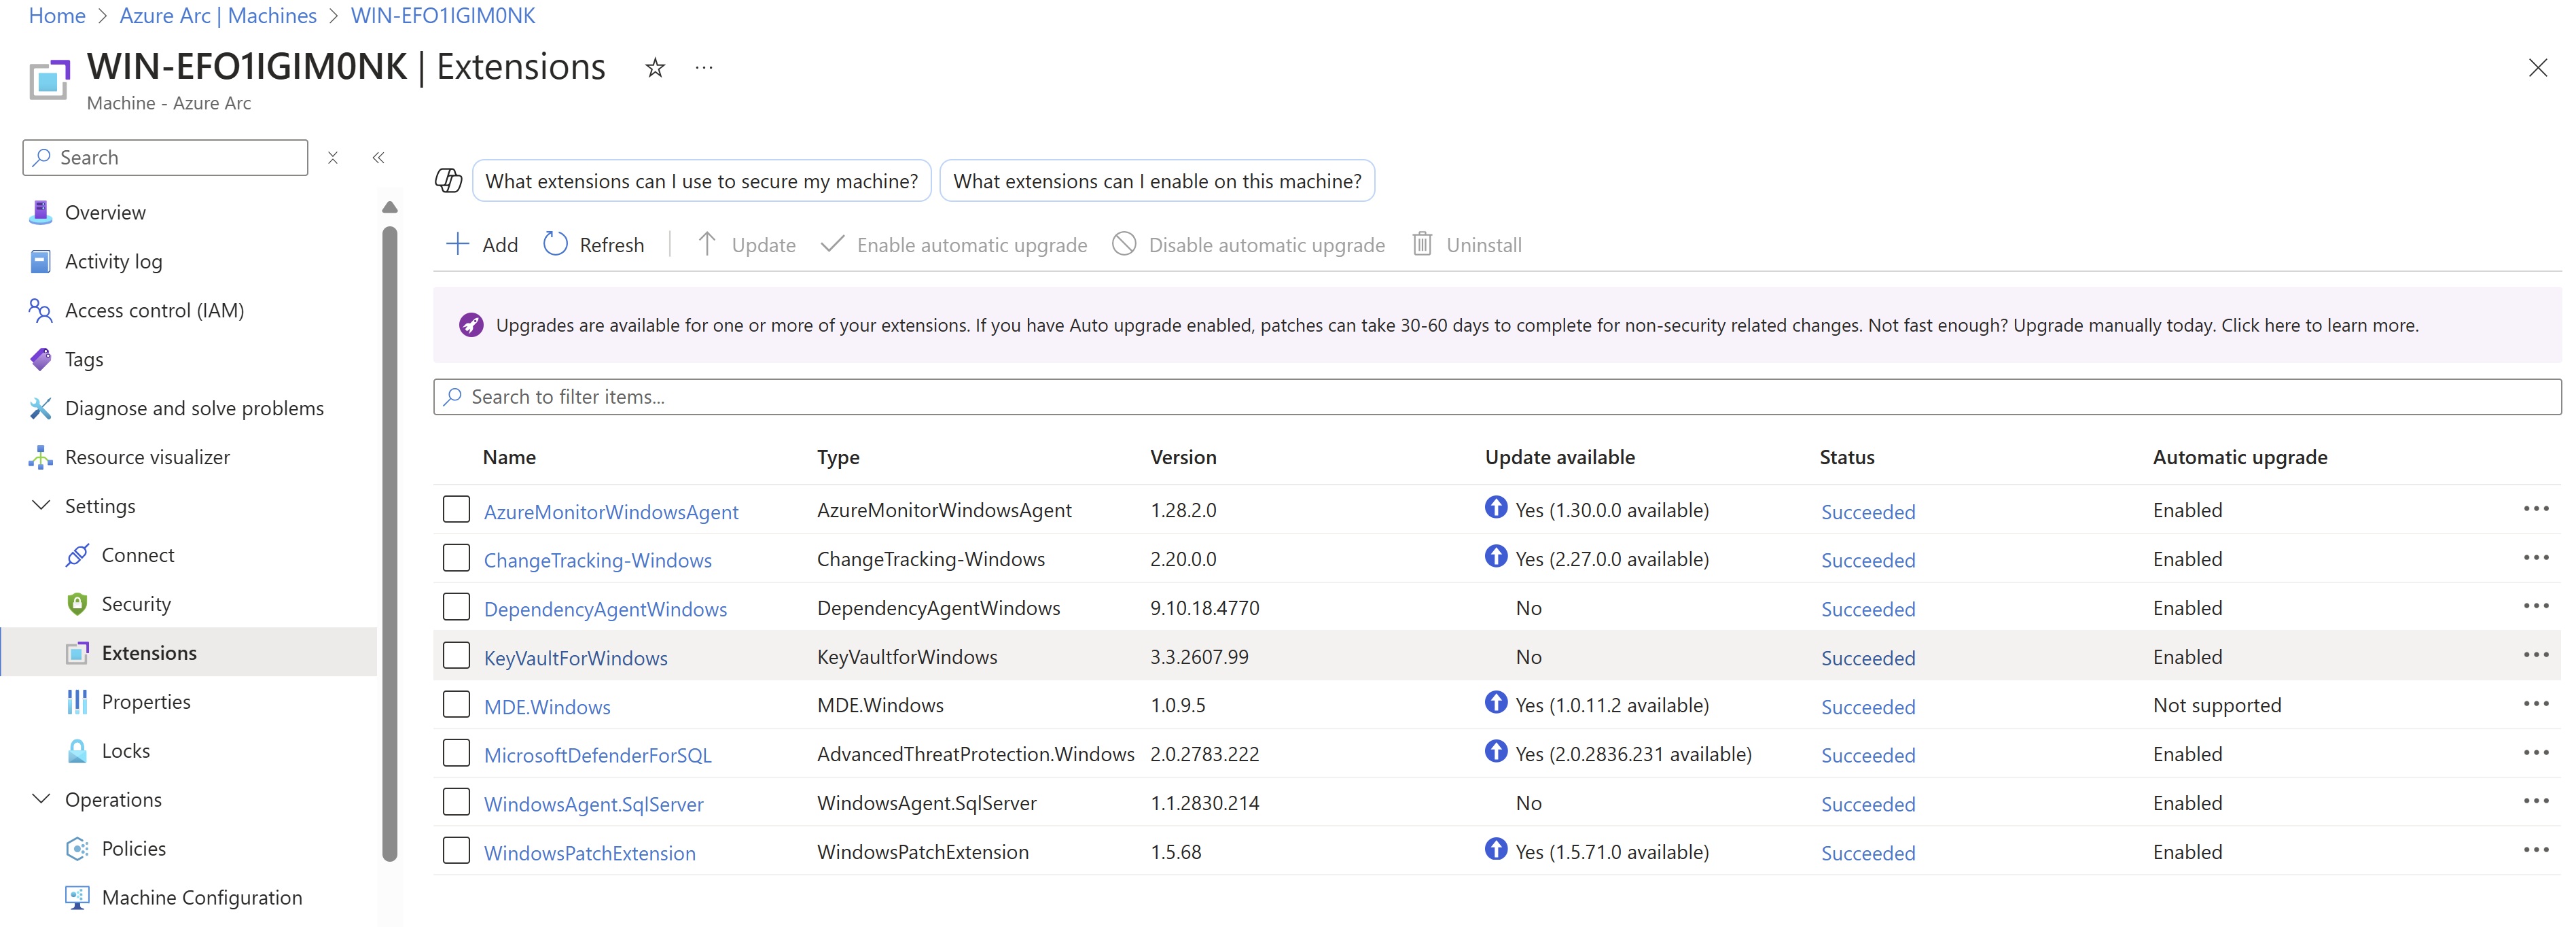 Home > Azure Arc | Machines > WIN-EFO1IGIM0NK
WIN-EFO1IGIM0NK | Extensions ☆ ...
Machine - Azure Arc
Search
Overview
Activity log
Access control (IAM)
Tags
Diagnose and solve problems
Resource visualizer
Settings
Connect
Security
Extensions
Properties
Locks
Operations
Policies
Machine Configuration
What extensions can I use to secure my machine? What extensions can I enable on this machine?
Add Refresh Update Enable automatic upgrade Disable automatic upgrade Uninstall
Upgrades are available for one or more of your extensions. If you have Auto upgrade enabled, patches can take 30-60 days to complete for non-security related changes. Not fast enough? Upgrade manually today. Click here to learn more.
Search to filter items...
Name Type Version Update available Status Automatic upgrade
AzureMonitorWindowsAgent AzureMonitorWindowsAgent 1.28.2.0 Yes (1.30.0.0 available) Succeeded Enabled
ChangeTracking-Windows ChangeTracking-Windows 2.20.0.0 Yes (2.27.0.0 available) Succeeded Enabled
DependencyAgentWindows DependencyAgentWindows 9.10.18.4770 No Succeeded Enabled
KeyVaultForWindows KeyVaultforWindows 3.3.2607.99 No Succeeded Enabled
MDE.Windows MDE.Windows 1.0.9.5 Yes (1.0.11.2 available) Succeeded Not supported
MicrosoftDefenderForSQL AdvancedThreatProtection.Windows 2.0.2783.222 Yes (2.0.2836.231 available) Succeeded Enabled
WindowsAgent.SqlServer WindowsAgent.SqlServer 1.1.2830.214 No Succeeded Enabled
WindowsPatchExtension WindowsPatchExtension 1.5.68 Yes (1.5.71.0 available) Succeeded Enabled